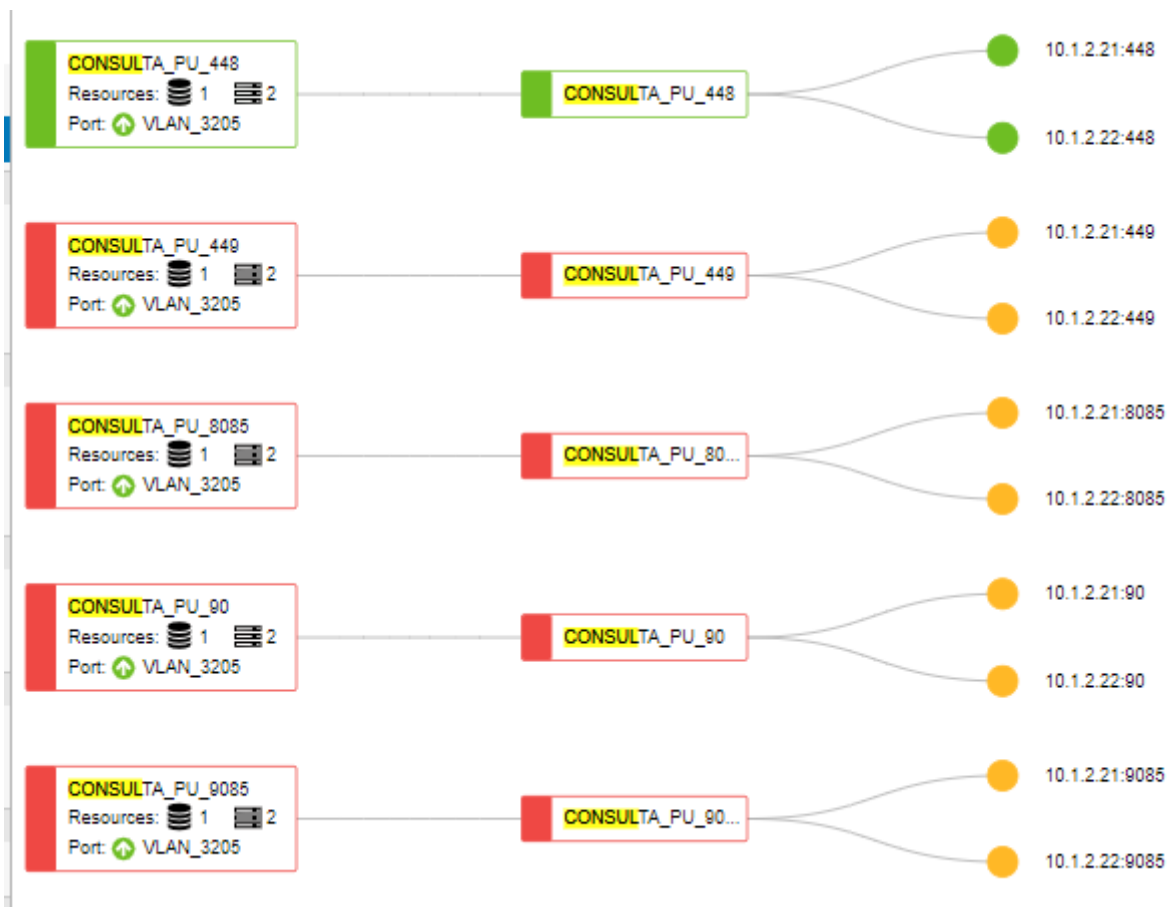 CONSULTA_PU_448
Resources: 1 2
Port: VLAN_3205
CONSULTA_PU_448
10.1.2.21:448
10.1.2.22:448
CONSULTA_PU_449
Resources: 1 2
Port: VLAN_3205
CONSULTA_PU_449
10.1.2.21:449
10.1.2.22:449
CONSULTA_PU_8085
Resources: 1 2
Port: VLAN_3205
CONSULTA_PU_80...
10.1.2.21:8085
10.1.2.22:8085
CONSULTA_PU_90
Resources: 1 2
Port: VLAN_3205
CONSULTA_PU_90
10.1.2.21:90
10.1.2.22:90
CONSULTA_PU_9085
Resources: 1 2
Port: VLAN_3205
CONSULTA_PU_90...
10.1.2.21:9085
10.1.2.22:9085